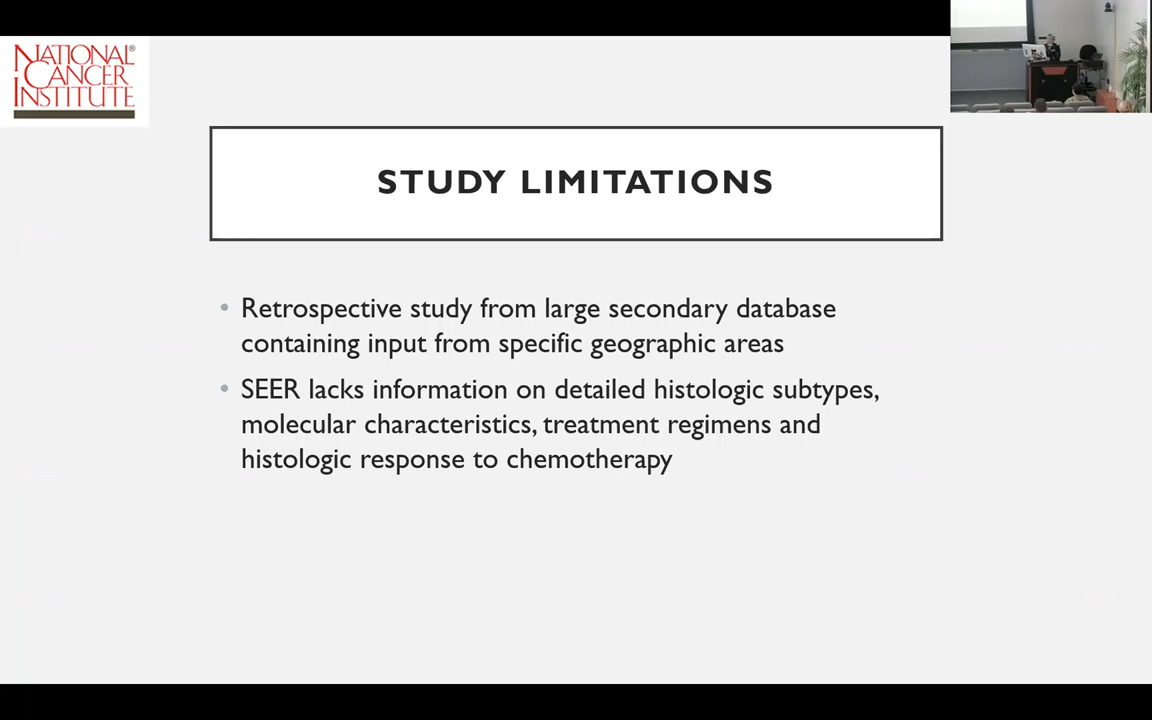 NATIONAL®
CANCER
INSTITUTE
STUDY LIMITATIONS
• Retrospective study from large secondary database
containing input from specific geographic areas
• SEER lacks information on detailed histologic subtypes,
molecular characteristics, treatment regimens and
histologic response to chemotherapy